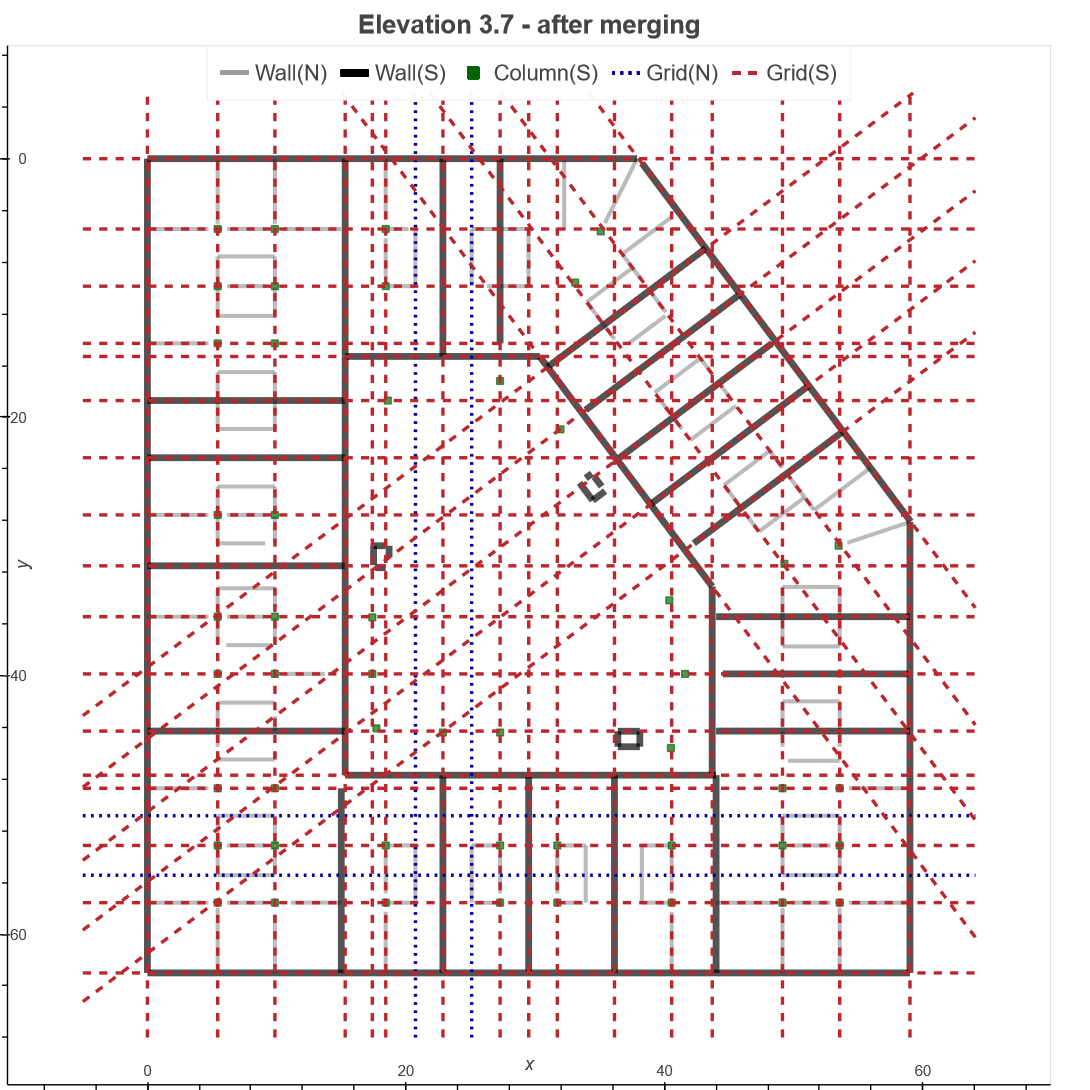 Elevation 3.7 - after merging
Wall(N) Wall(S) Column(S) Grid(N) Grid(S)
0
-20
-40
-60
y
0 20 40 60
x